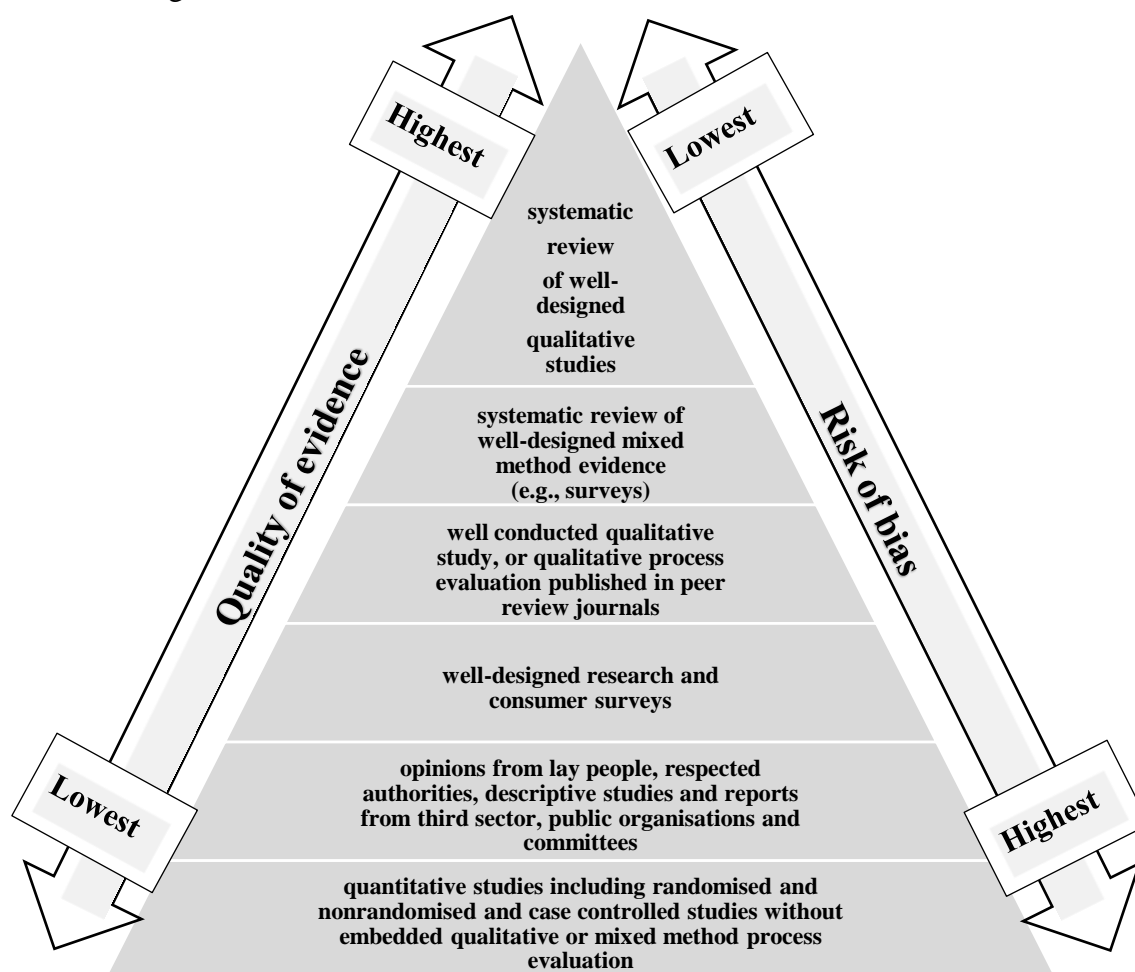 Highest
Lowest
systematic
review
of well-
designed
qualitative
studies
Quality of evidence
Risk of bias
systematic review of
well-designed mixed
method evidence
(e.g., surveys)
well conducted qualitative
study, or qualitative process
evaluation published in peer
review journals
well-designed research and
consumer surveys
Lowest
Highest
opinions from lay people, respected
authorities, descriptive studies and reports
from third sector, public organisations and
committees
quantitative studies including randomised and
nonrandomised and case controlled studies without
embedded qualitative or mixed method process
evaluation